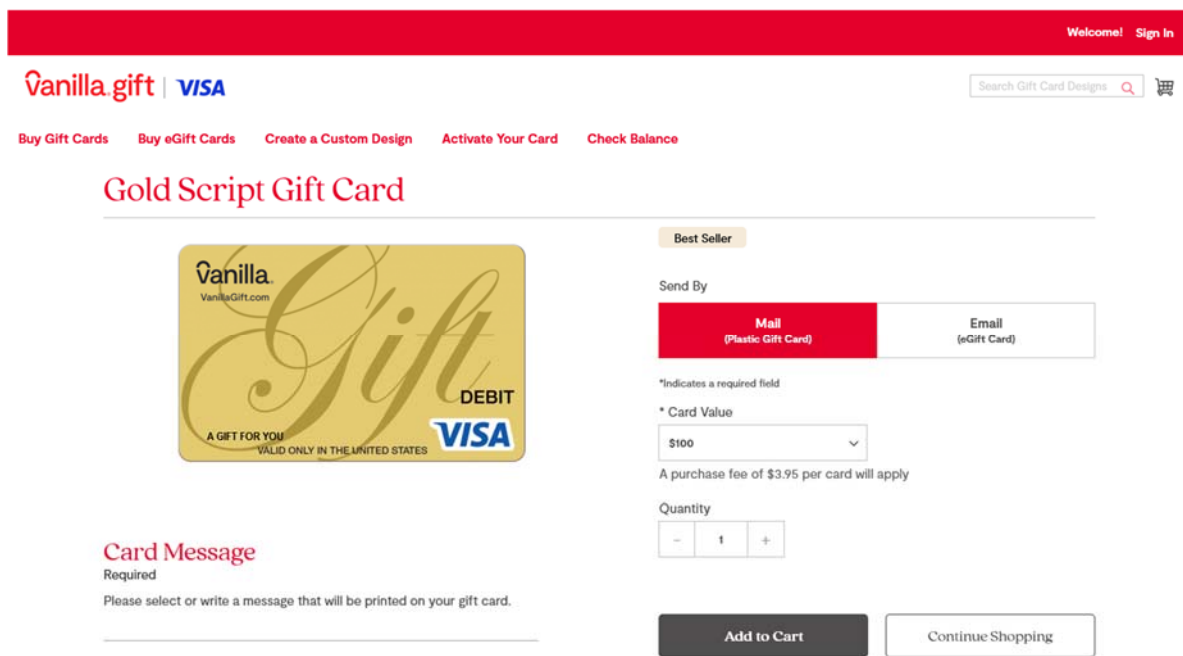 Welcome! Sign In
Vanilla.gift | VISA
Search Gift Card Designs
Buy Gift Cards Buy eGift Cards Create a Custom Design Activate Your Card Check Balance
Gold Script Gift Card
Vanilla.
VanillaGift.com
Gift
DEBIT
VISA
A GIFT FOR YOU
VALID ONLY IN THE UNITED STATES
Card Message
Required
Please select or write a message that will be printed on your gift card.
Best Seller
Send By
Mail
(Plastic Gift Card)
Email
(eGift Card)
*Indicates a required field
* Card Value
$100
A purchase fee of $3.95 per card will apply
Quantity
- 1 +
Add to Cart
Continue Shopping